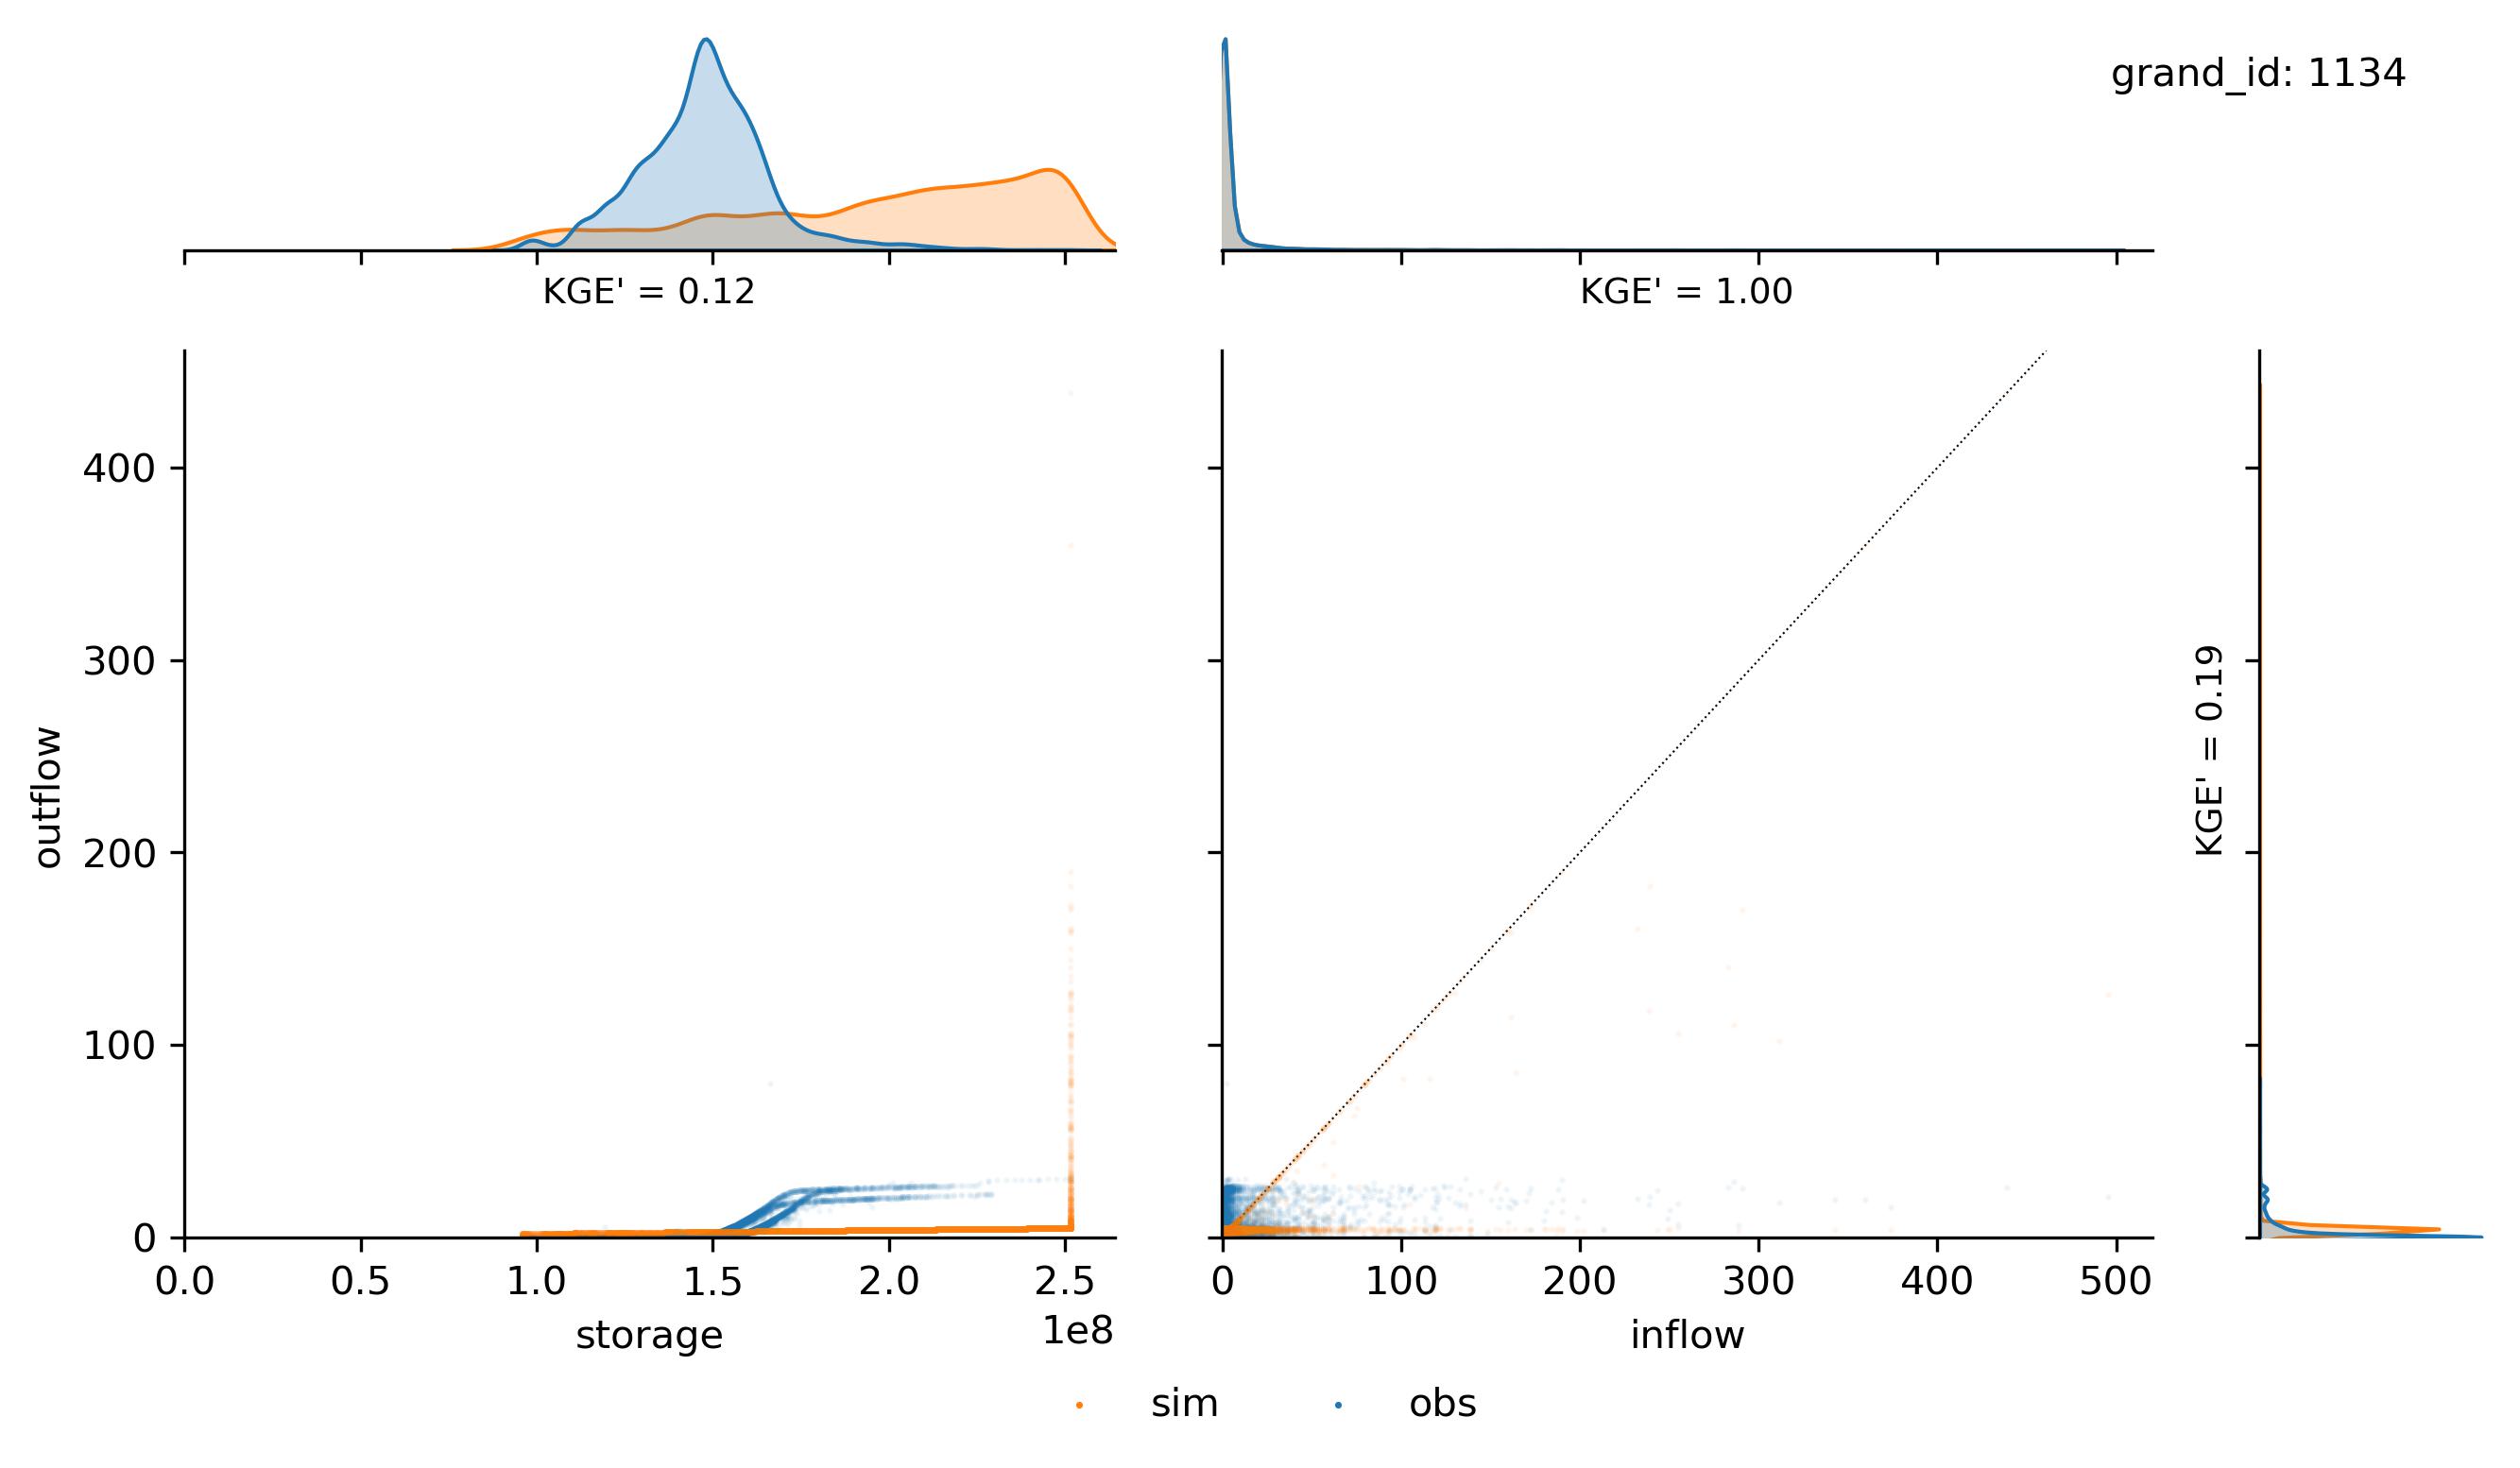 grand_id: 1134
KGE' = 0.12
KGE' = 1.00
outflow
400
300
200
100
0
KGE' = 0.19
0.0 0.5 1.0 1.5 2.0 2.5
1e8
storage
0 100 200 300 400 500
inflow
sim obs